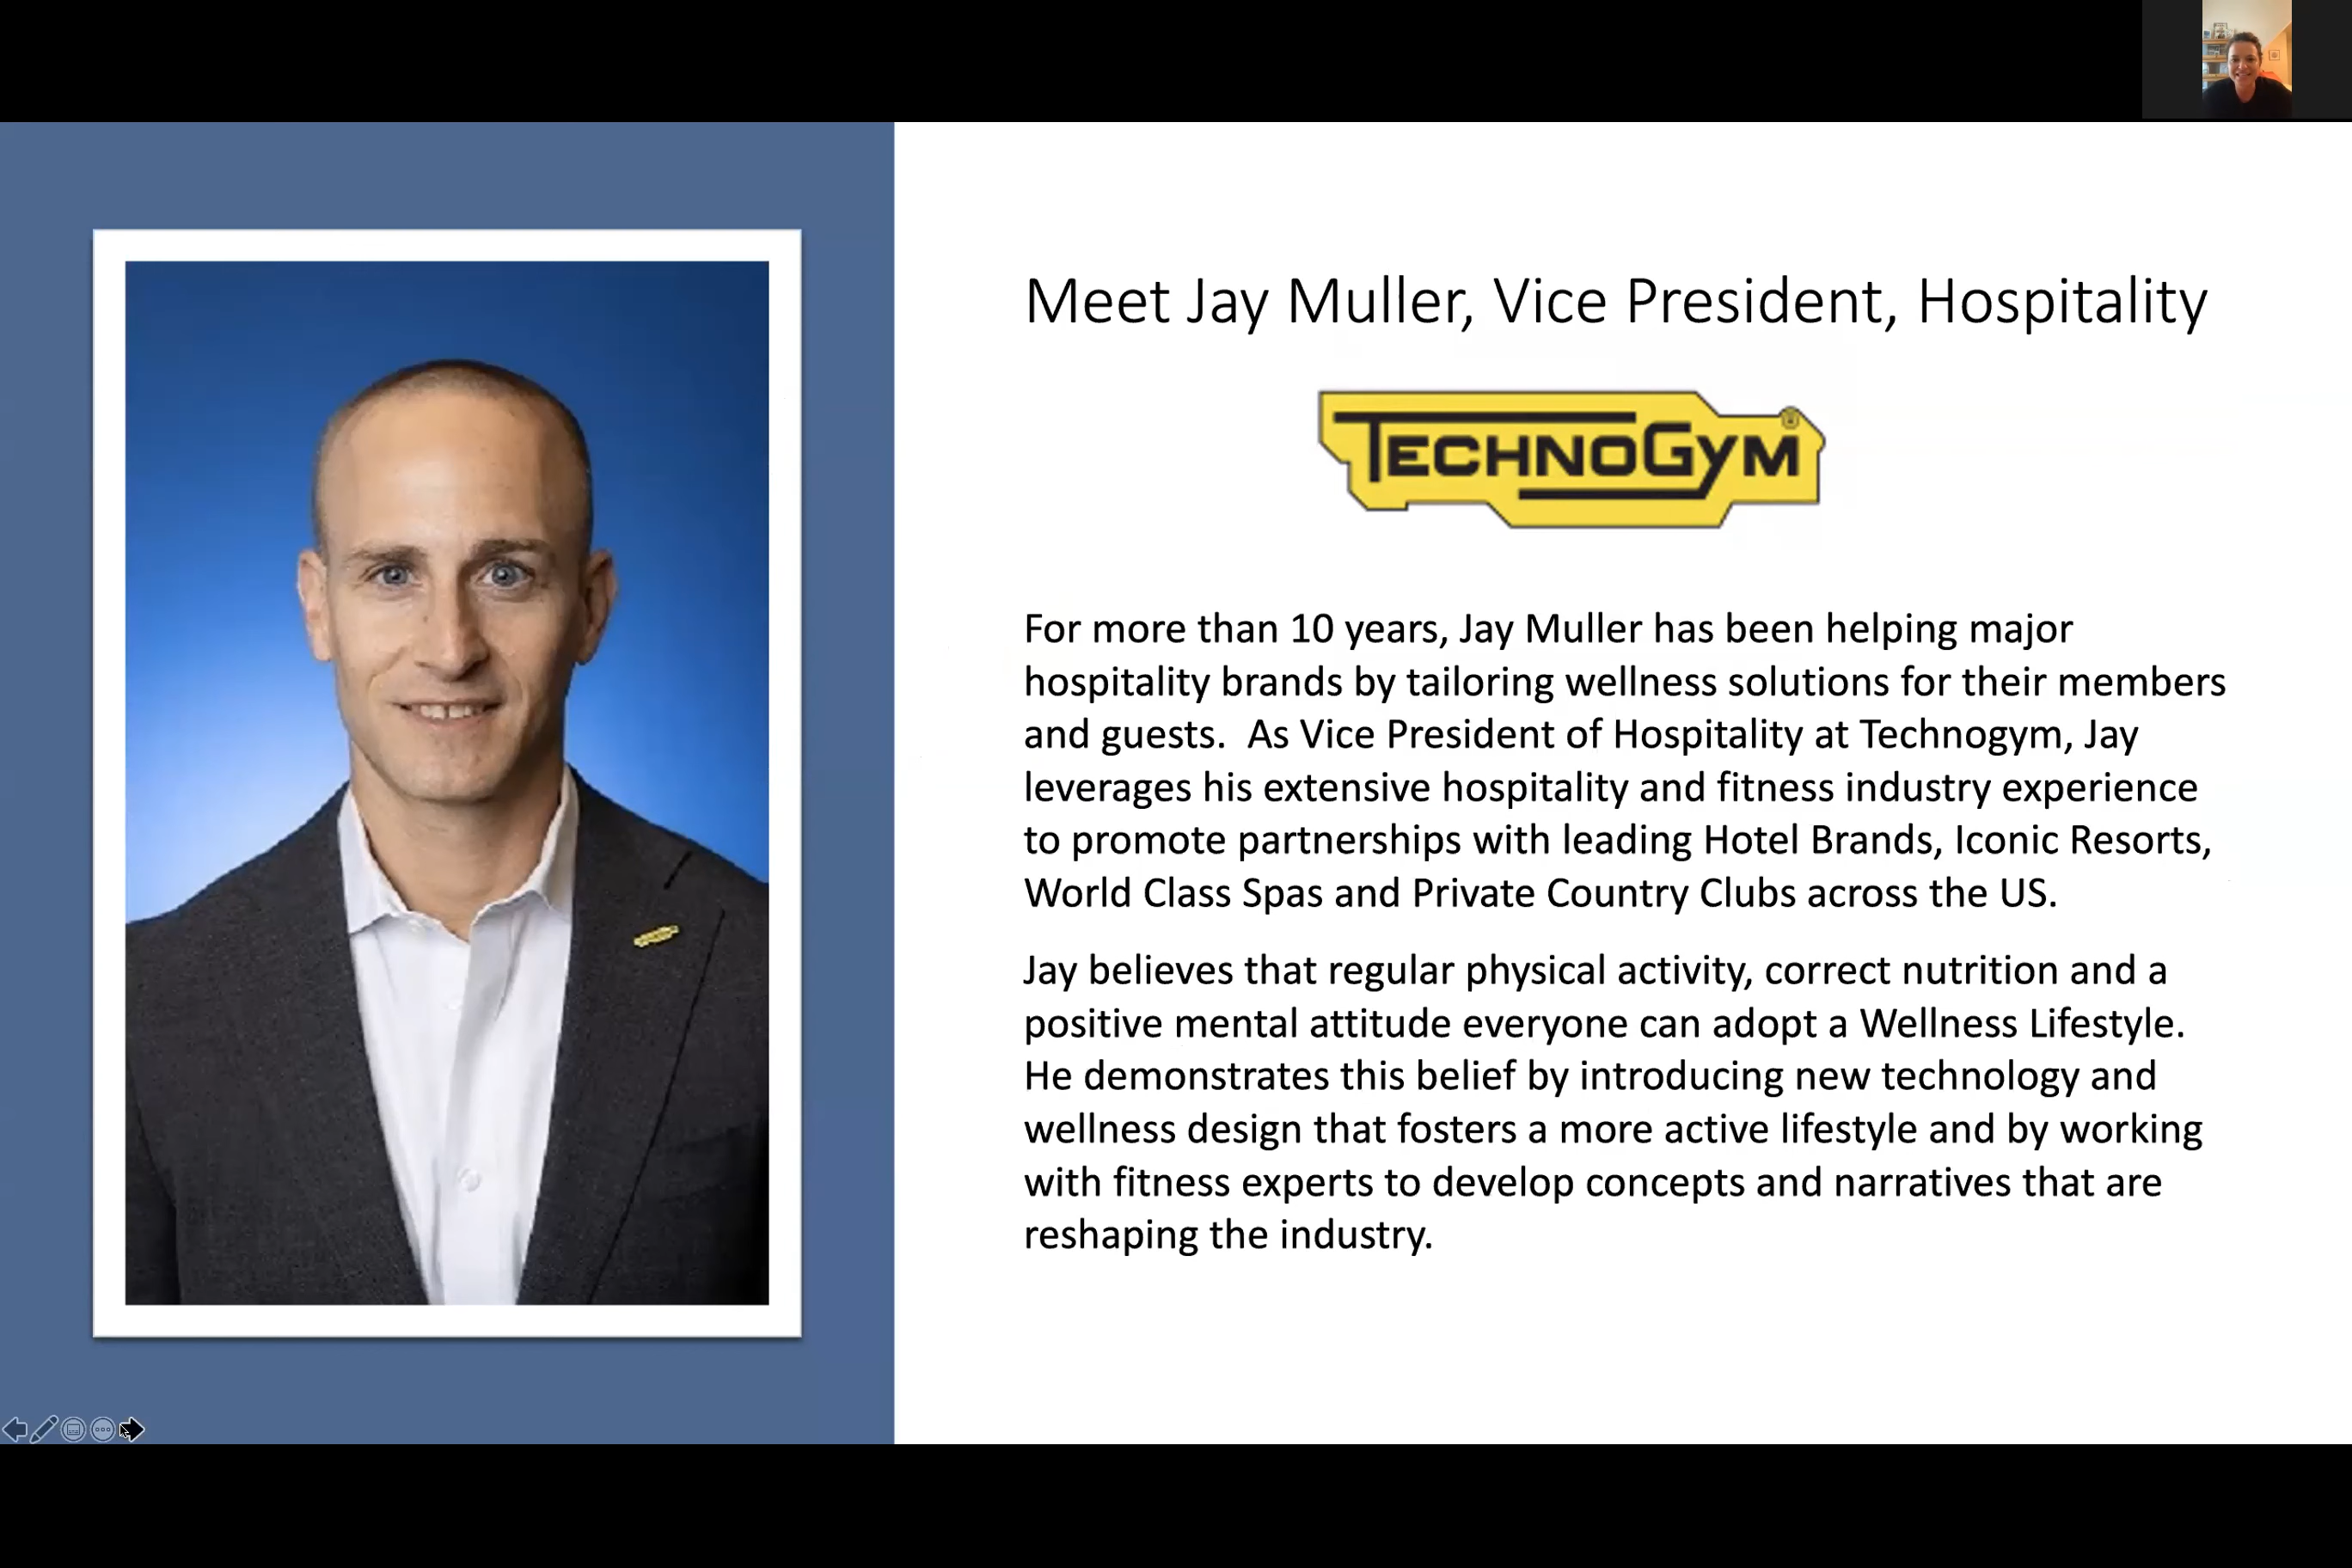 Meet Jay Muller, Vice President, Hospitality
TECHNOGYM®
For more than 10 years, Jay Muller has been helping major
hospitality brands by tailoring wellness solutions for their members
and guests.  As Vice President of Hospitality at Technogym, Jay
leverages his extensive hospitality and fitness industry experience
to promote partnerships with leading Hotel Brands, Iconic Resorts,
World Class Spas and Private Country Clubs across the US.
Jay believes that regular physical activity, correct nutrition and a
positive mental attitude everyone can adopt a Wellness Lifestyle.
He demonstrates this belief by introducing new technology and
wellness design that fosters a more active lifestyle and by working
with fitness experts to develop concepts and narratives that are
reshaping the industry.